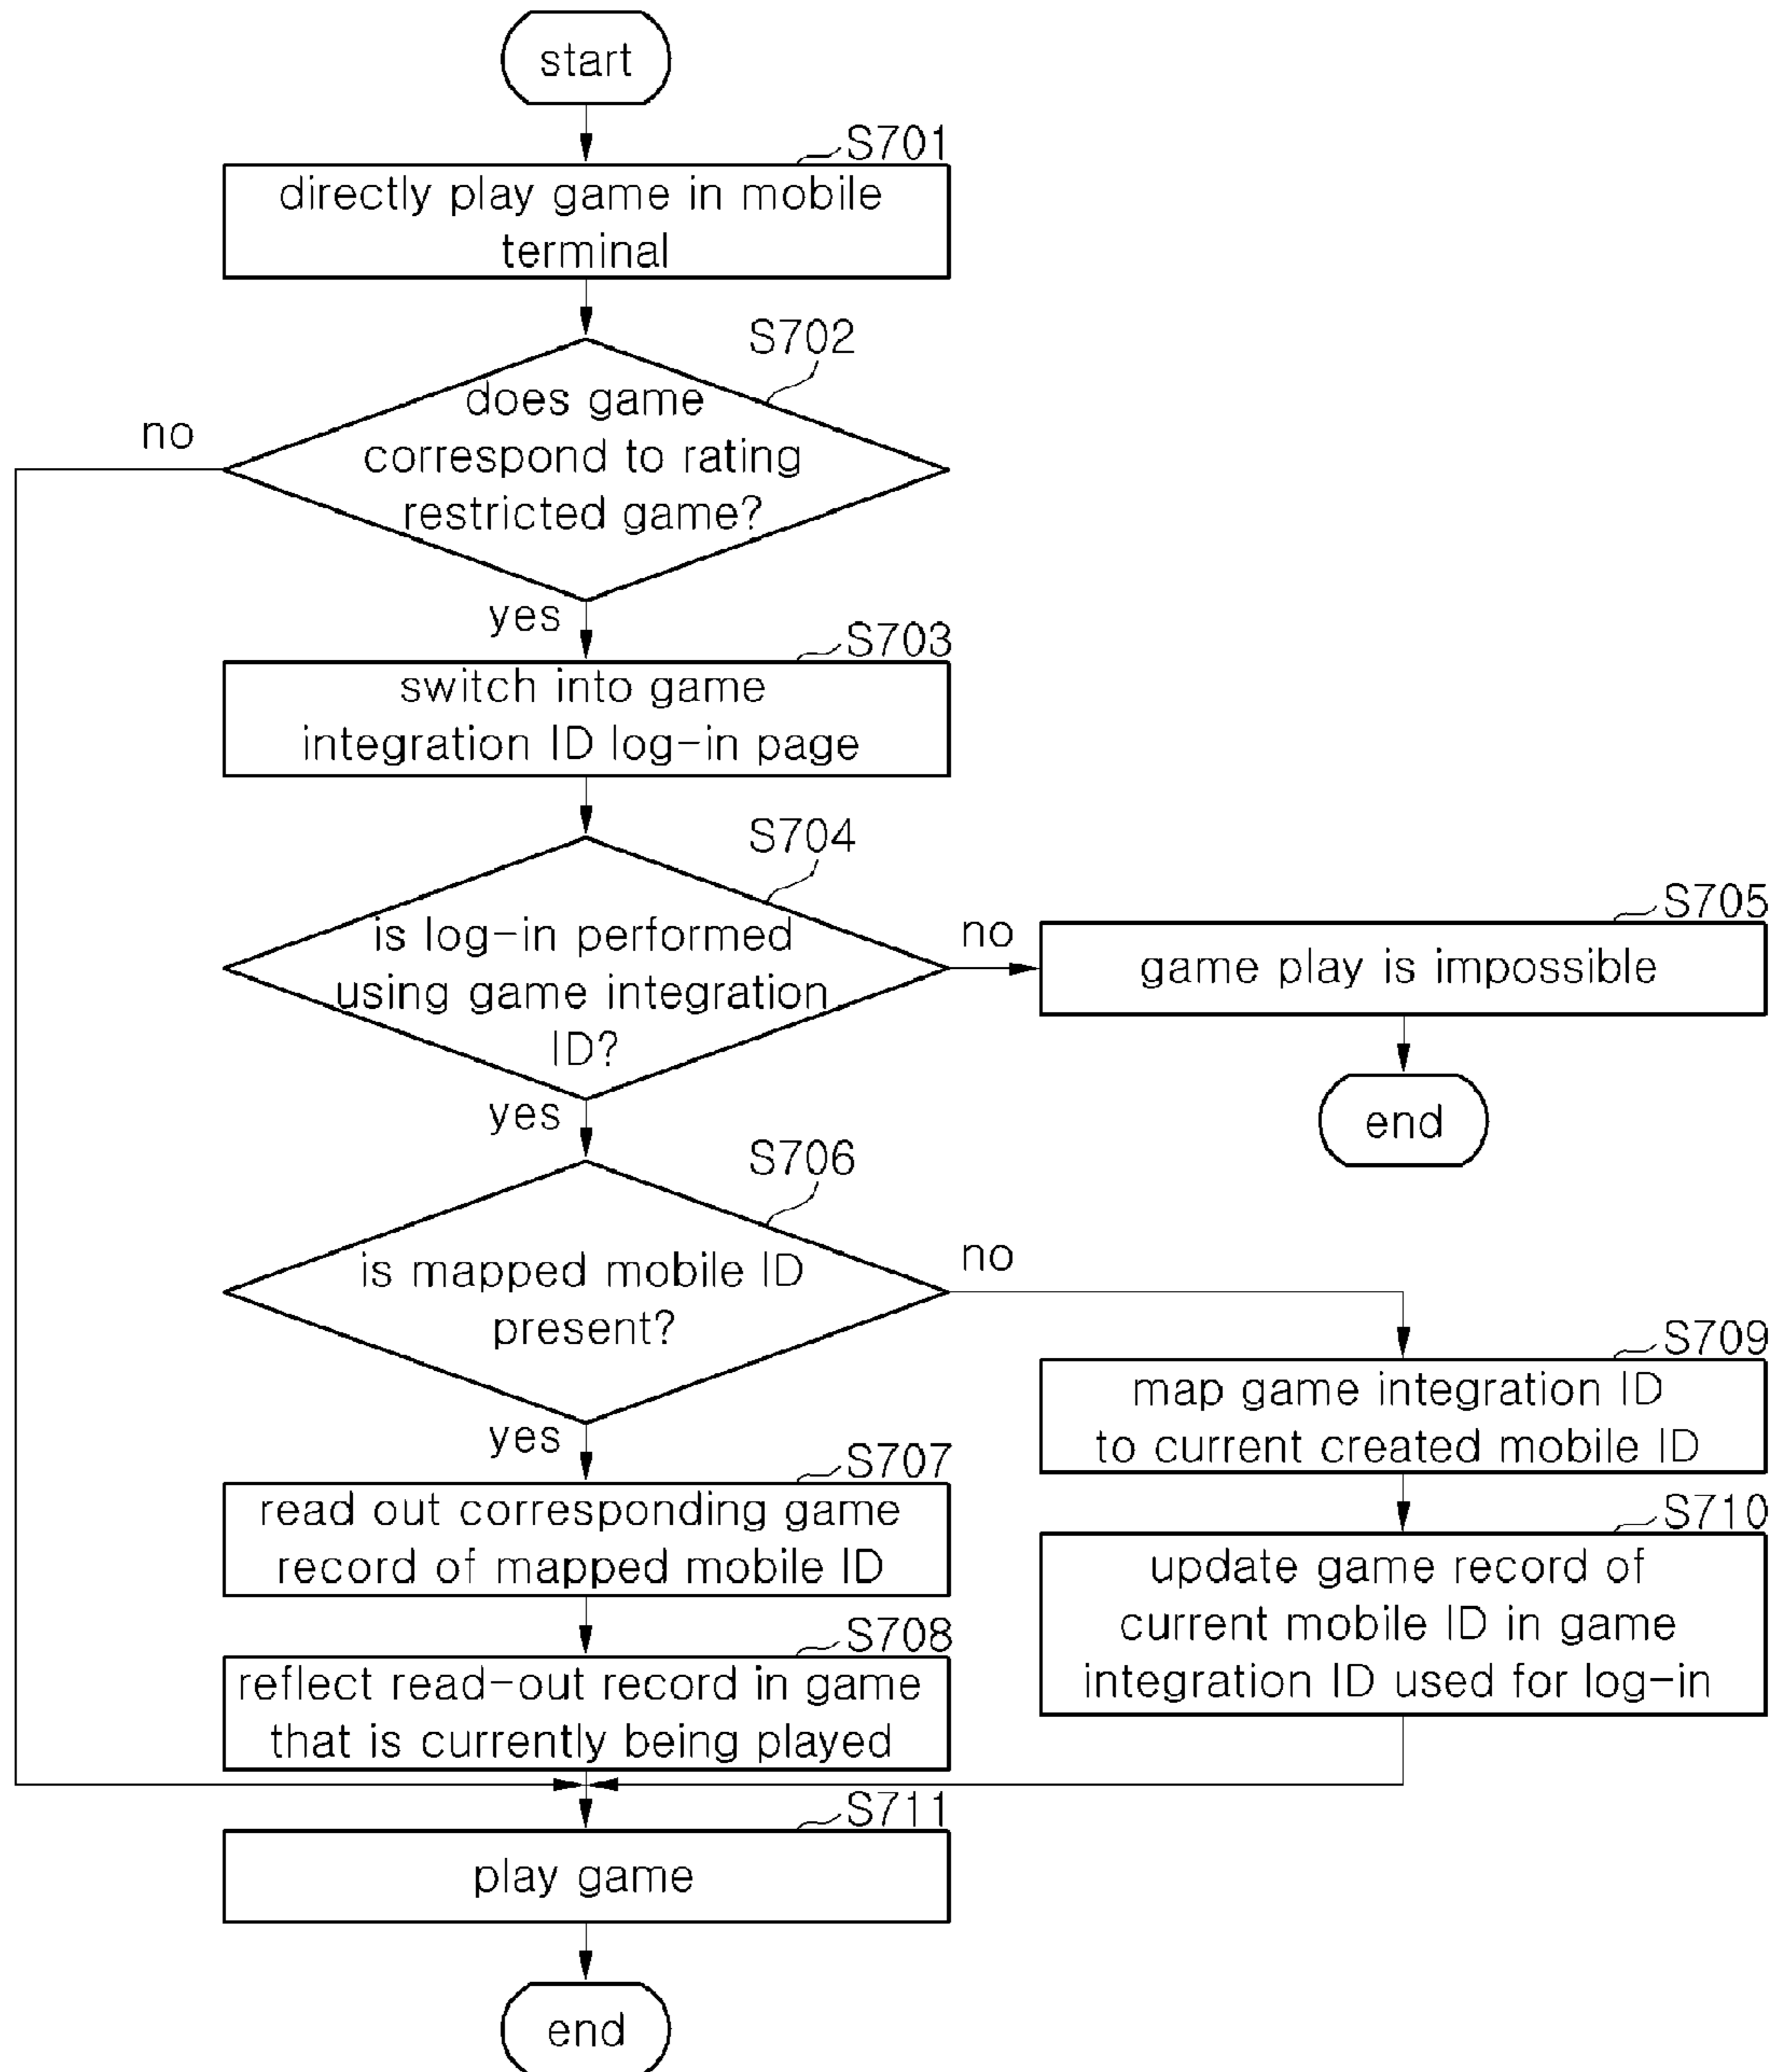 start
S701
directly play game in mobile
terminal
S702
does game
correspond to rating
restricted game?
no
yes
S703
switch into game
integration ID log-in page
S704
is log-in performed
using game integration
ID?
no
S705
game play is impossible
end
yes
S706
is mapped mobile ID
present?
no
yes
S707
read out corresponding game
record of mapped mobile ID
S708
reflect read-out record in game
that is currently being played
S709
map game integration ID
to current created mobile ID
S710
update game record of
current mobile ID in game
integration ID used for log-in
S711
play game
end